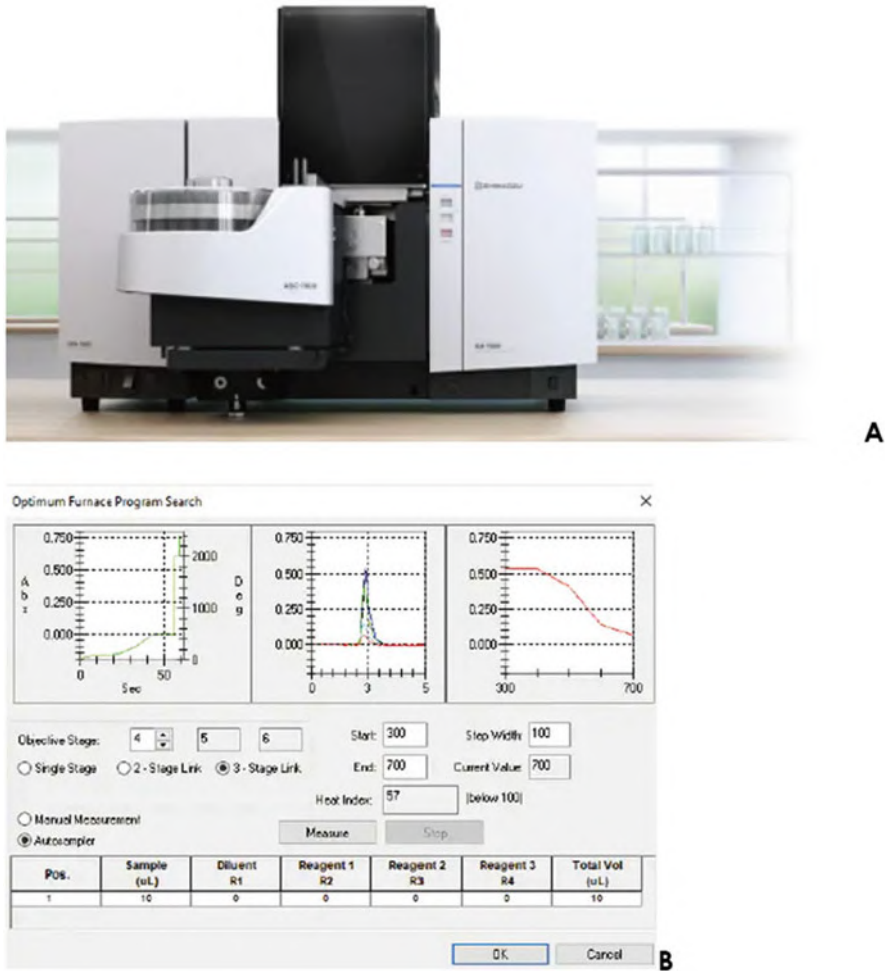 SHIMADZU
A
Optimum Furnace Program Search
0.750 0.500 0.250 0.000
2000 1000 0
A b s
D e g
0 50
Sec
0.750 0.500 0.250 0.000
0 3 5
0.750 0.500 0.250 0.000
300 700
Objective Stage: 4 5 6 Start: 300 Step Width: 100
Single Stage 2 - Stage Link 3 - Stage Link End: 700 Current Value: 700
Heat Index: 57 (below 100)
Manual Measurement
Autosampler Measure Stop
Pos. Sample (uL) Diluent R1 Reagent 1 R2 Reagent 2 R3 Reagent 3 R4 Total Vol (uL)
1 10 0 0 0 0 10
OK Cancel
B